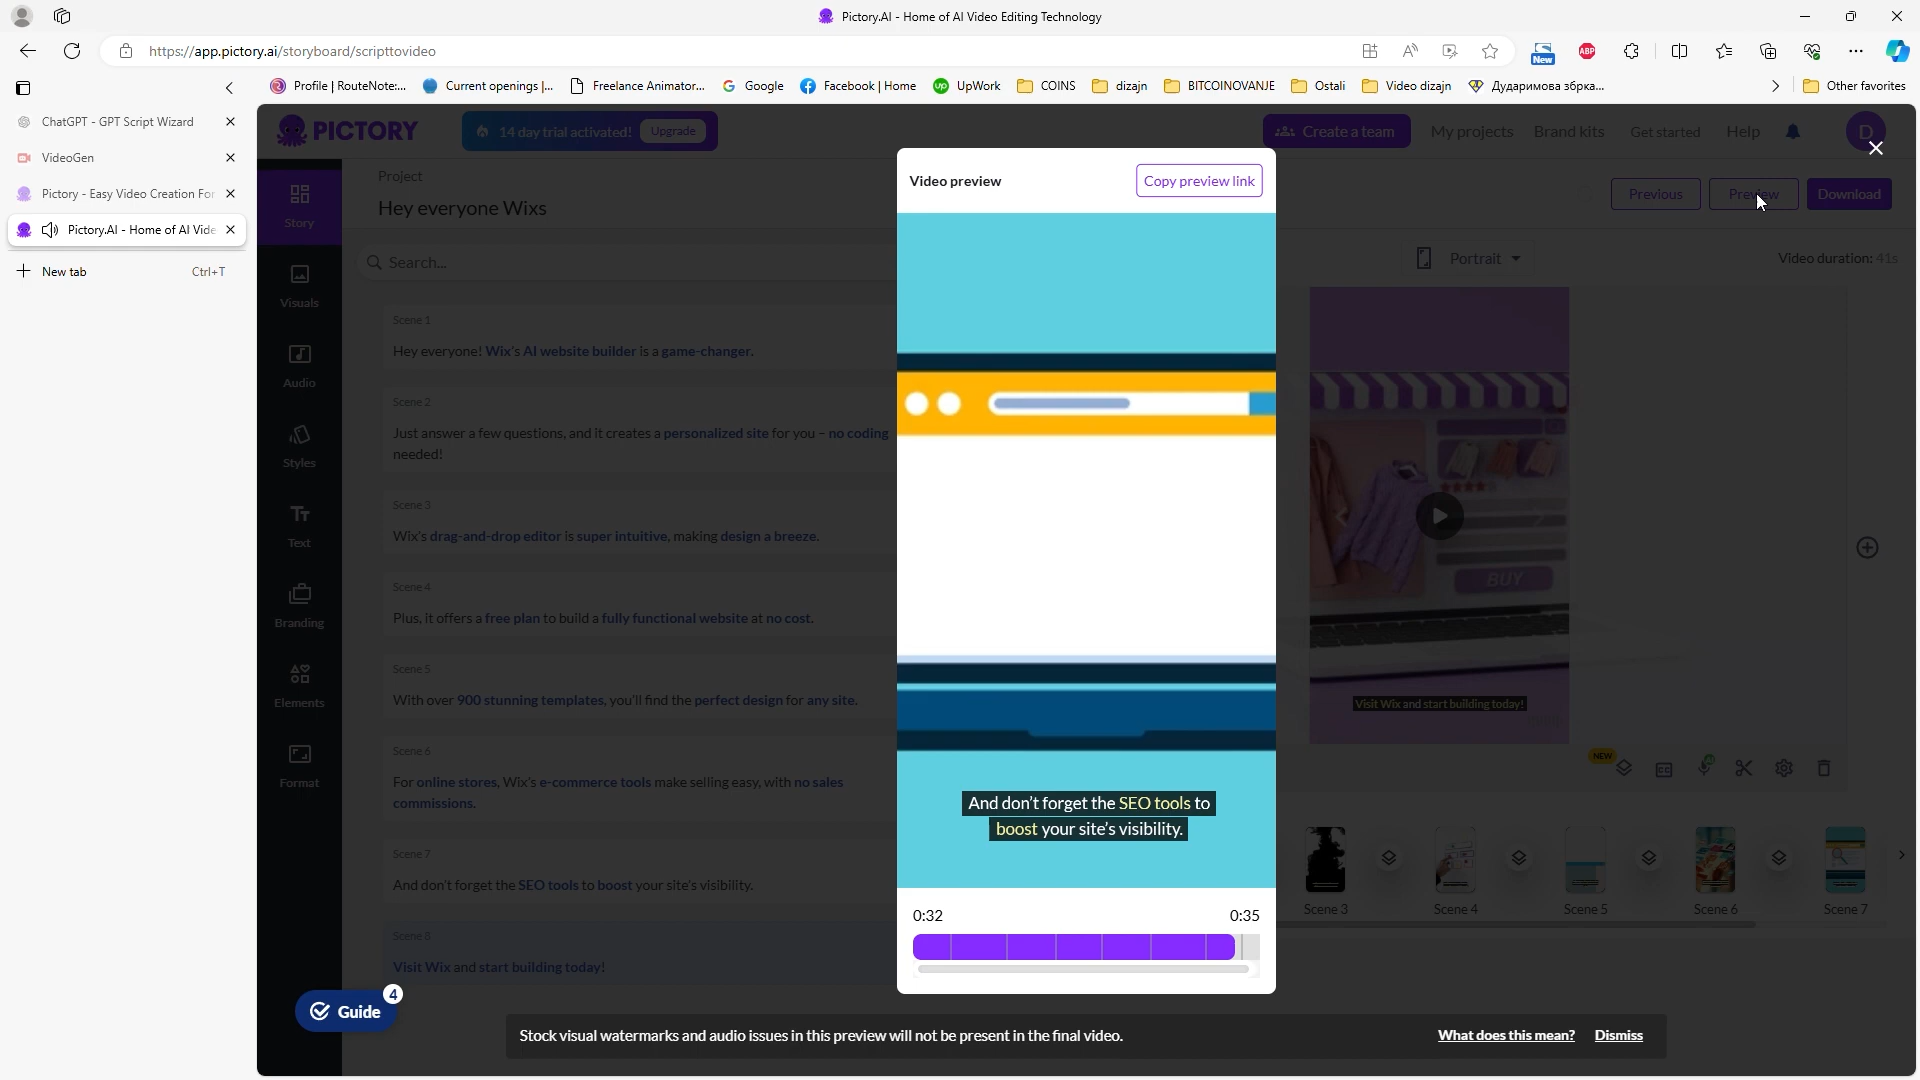 Pictory.AI - Home of AI Video Editing Technology
https://app.pictory.ai/storyboard/scripttovideo
New
ABP
Profile | RouteNote:...
Current openings |...
Freelance Animator...
Google
Facebook | Home
UpWork
COINS
dizajn
BITCOINOVANJE
Ostali
Video dizajn
Дударимова збрка...
Other favorites
ChatGPT - GPT Script Wizard
VideoGen
Pictory - Easy Video Creation For
Pictory.AI - Home of AI Vide
New tab
Ctrl+T
PICTORY
14 day trial activated!
Upgrade
Create a team
My projects
Brand kits
Get started
Help
D
Story
Visuals
Audio
Styles
Text
Branding
Elements
Format
Project
Hey everyone Wixs
Previous
Preview
Download
Search...
Portrait
Video duration: 41s
Scene 1
Hey everyone! Wix's AI website builder is a game-changer.
Scene 2
Just answer a few questions, and it creates a personalized site for you – no coding
needed!
Scene 3
Wix's drag-and-drop editor is super intuitive, making design a breeze.
Scene 4
Plus, it offers a free plan to build a fully functional website at no cost.
Scene 5
With over 900 stunning templates, you'll find the perfect design for any site.
Scene 6
For online stores, Wix's e-commerce tools make selling easy, with no sales
commissions.
Scene 7
And don't forget the SEO tools to boost your site's visibility.
Scene 8
Visit Wix and start building today!
Video preview
Copy preview link
And don't forget the SEO tools to
boost your site's visibility.
0:32
0:35
BUY
Visit Wix and start building today!
NEW
Scene 3
Scene 4
Scene 5
Scene 6
Scene 7
Guide
4
Stock visual watermarks and audio issues in this preview will not be present in the final video.
What does this mean?
Dismiss